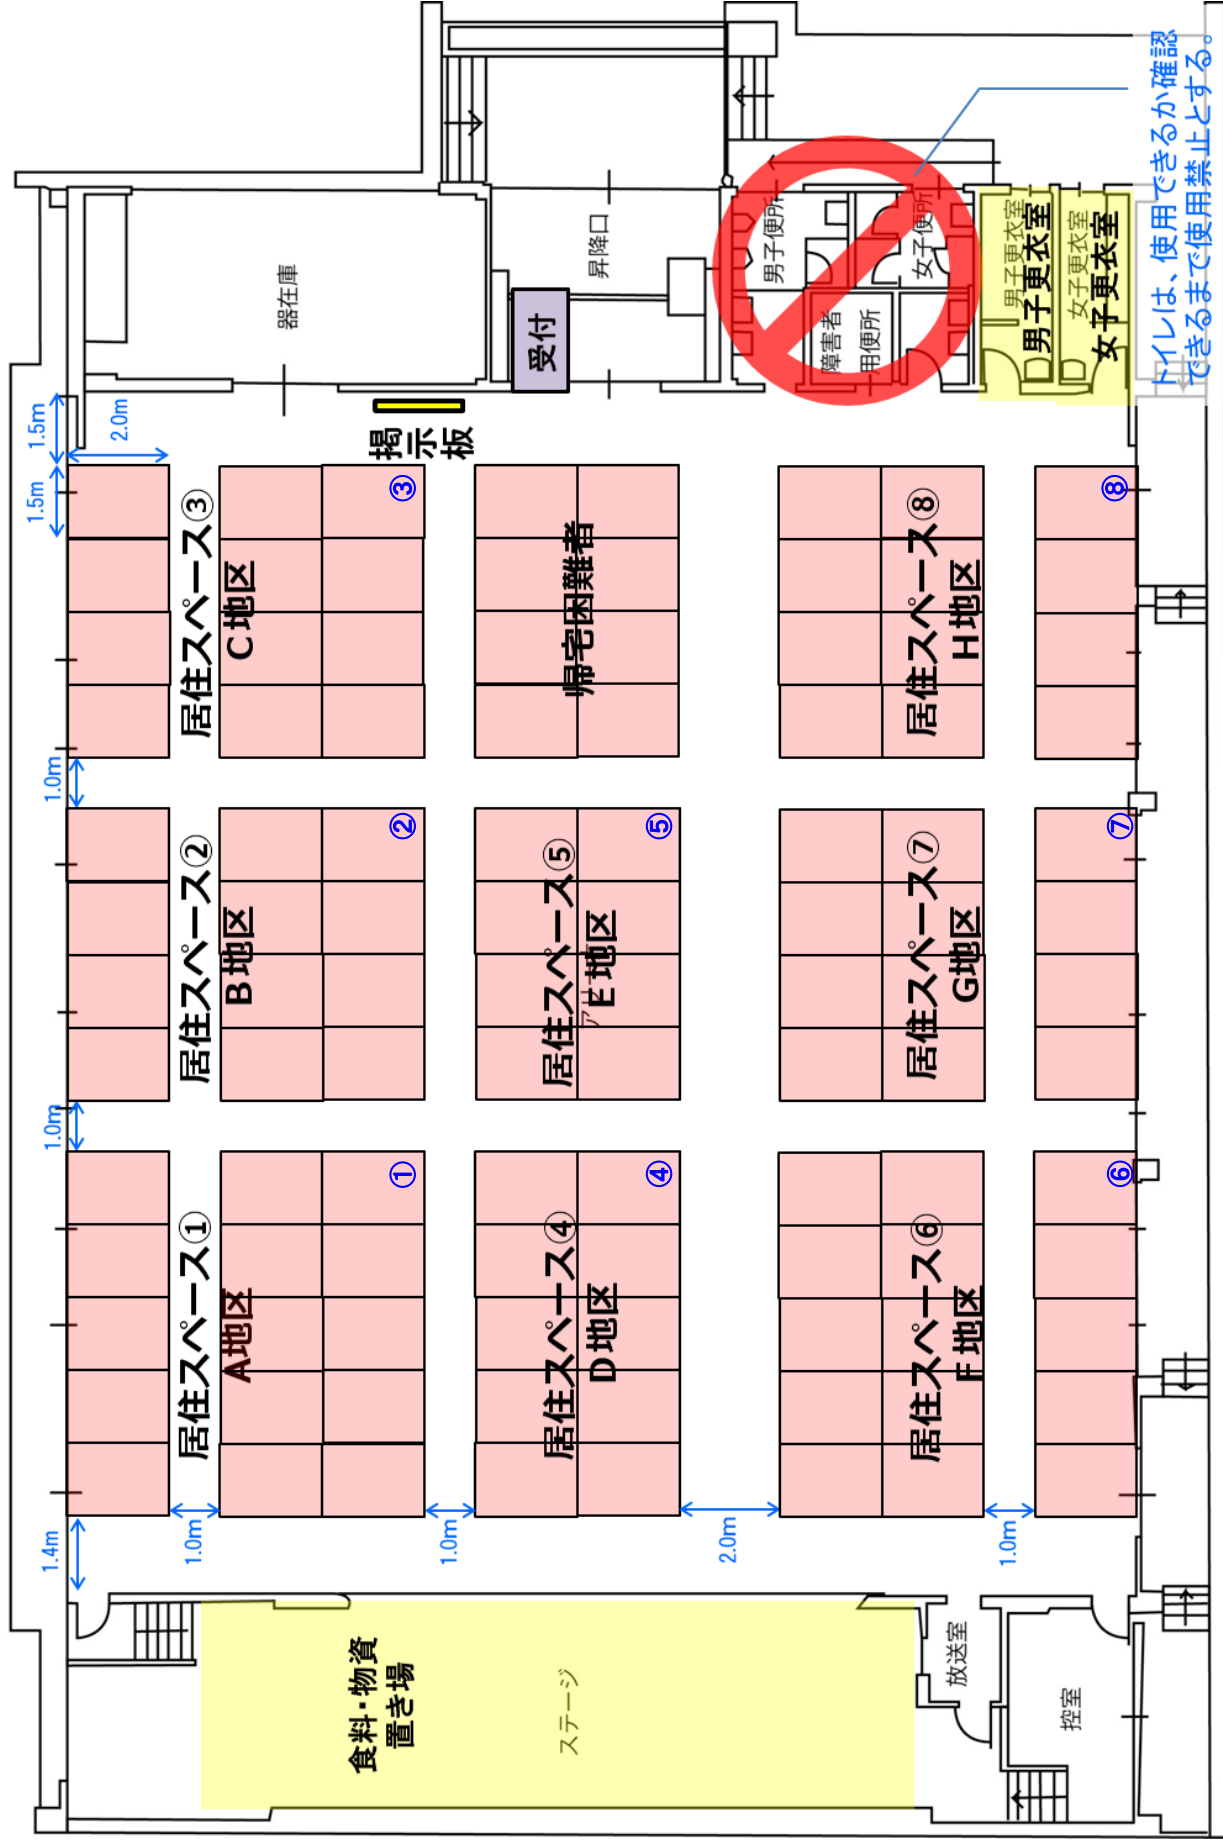 トイレは、使用できるか確認
できるまで使用禁止とする。
器在庫
昇降口
受付
男子便所
女子便所
障害者
用便所
男子更衣室
男子更衣室
女子更衣室
女子更衣室
掲示板
1.5m
2.0m
1.5m
居住スペース③
C地区
③
帰宅困難者
居住スペース⑧
H地区
⑧
1.0m
居住スペース②
B地区
②
居住スペース⑤
E地区
⑤
居住スペース⑦
G地区
⑦
1.0m
居住スペース①
A地区
①
居住スペース④
D地区
④
居住スペース⑥
F地区
⑥
1.4m
1.0m
1.0m
2.0m
1.0m
食料・物資
置き場
ステージ
放送室
控室